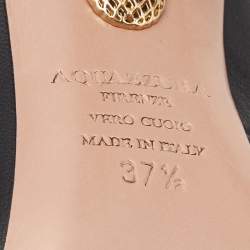 AQUAZZURA
FIRENZE
VERO CUOIO
MADE IN ITALY
37½